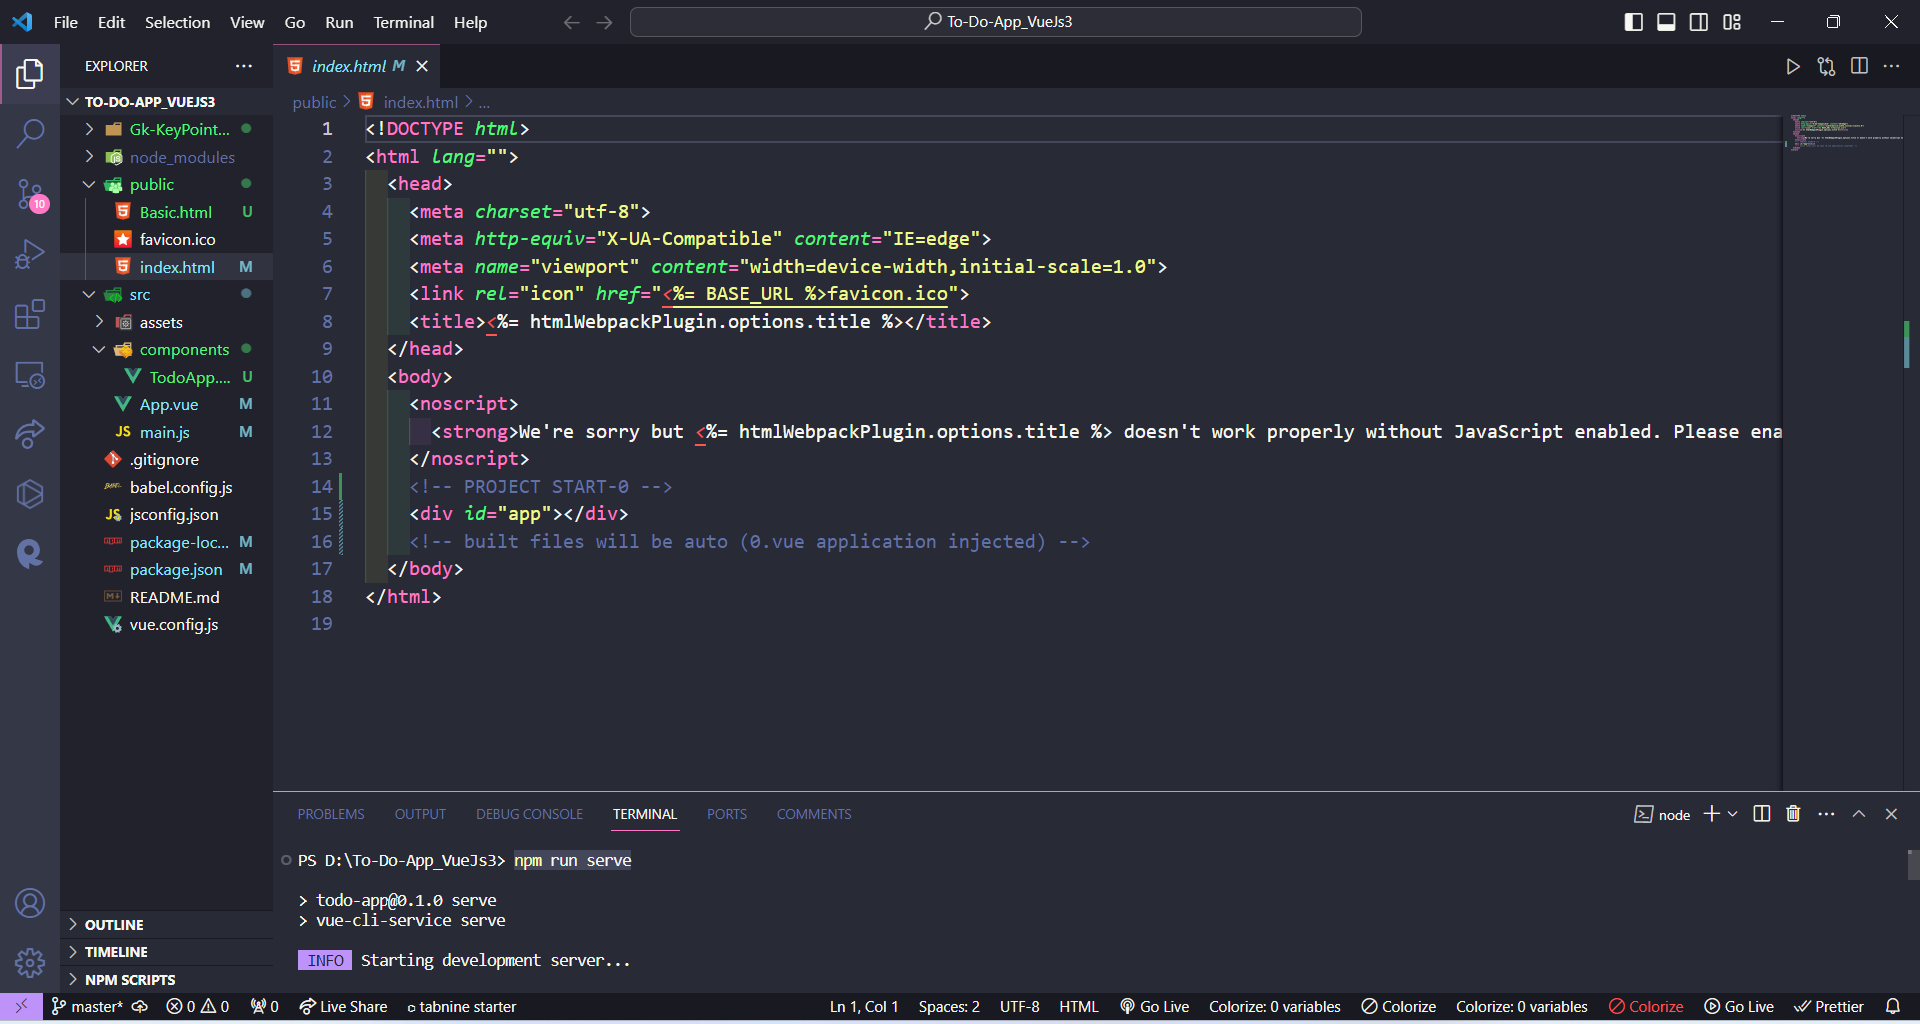 File Edit Selection View Go Run Terminal Help
To-Do-App_VueJs3
EXPLORER
TO-DO-APP_VUEJS3
Gk-KeyPoint...
node_modules
public
Basic.html U
favicon.ico
index.html M
src
assets
components
TodoApp.... U
App.vue M
JS main.js M
.gitignore
babel.config.js
JS jsconfig.json
package-loc... M
package.json M
README.md
vue.config.js
OUTLINE
TIMELINE
NPM SCRIPTS
10
index.html M
public > index.html > ...
1 <!DOCTYPE html>
2 <html lang="">
3 <head>
4 <meta charset="utf-8">
5 <meta http-equiv="X-UA-Compatible" content="IE=edge">
6 <meta name="viewport" content="width=device-width,initial-scale=1.0">
7 <link rel="icon" href="<%= BASE_URL %>favicon.ico">
8 <title><%= htmlWebpackPlugin.options.title %></title>
9 </head>
10 <body>
11 <noscript>
12 <strong>We're sorry but <%= htmlWebpackPlugin.options.title %> doesn't work properly without JavaScript enabled. Please ena
13 </noscript>
14 <!-- PROJECT START-0 -->
15 <div id="app"></div>
16 <!-- built files will be auto (0.vue application injected) -->
17 </body>
18 </html>
19
PROBLEMS OUTPUT DEBUG CONSOLE TERMINAL PORTS COMMENTS
node
PS D:\To-Do-App_VueJs3> npm run serve
> todo-app@0.1.0 serve
> vue-cli-service serve
INFO Starting development server...
master* 0 0 0 Live Share tabnine starter
Ln 1, Col 1 Spaces: 2 UTF-8 HTML Go Live Colorize: 0 variables Colorize Colorize: 0 variables Colorize Go Live Prettier